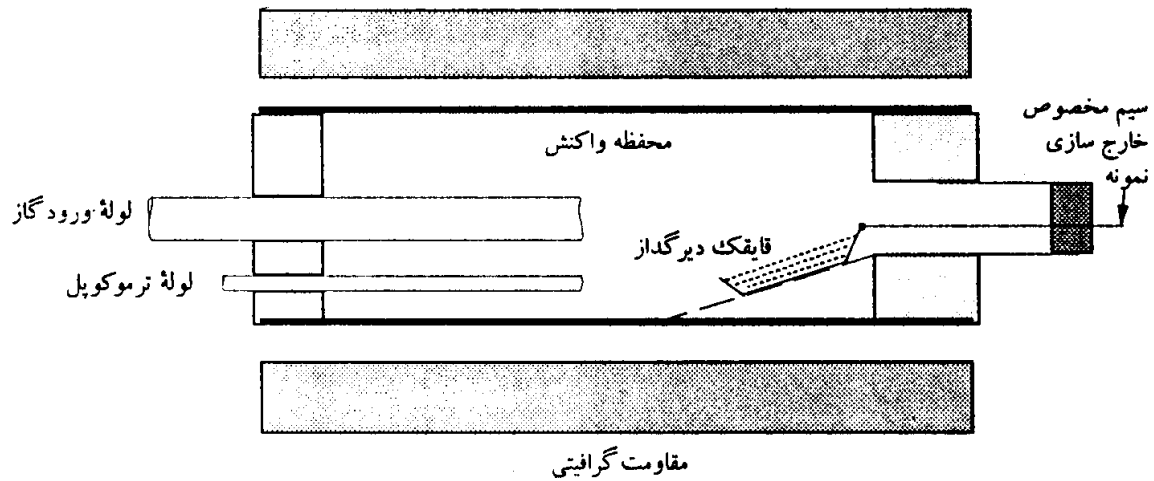 سیم مخصوص
خارج سازی
نمونه
محفظه واکنش
لولهٔ ورود گاز
قایقک دیرگداز
لولهٔ ترموکوپل
مقاومت گرافیتی